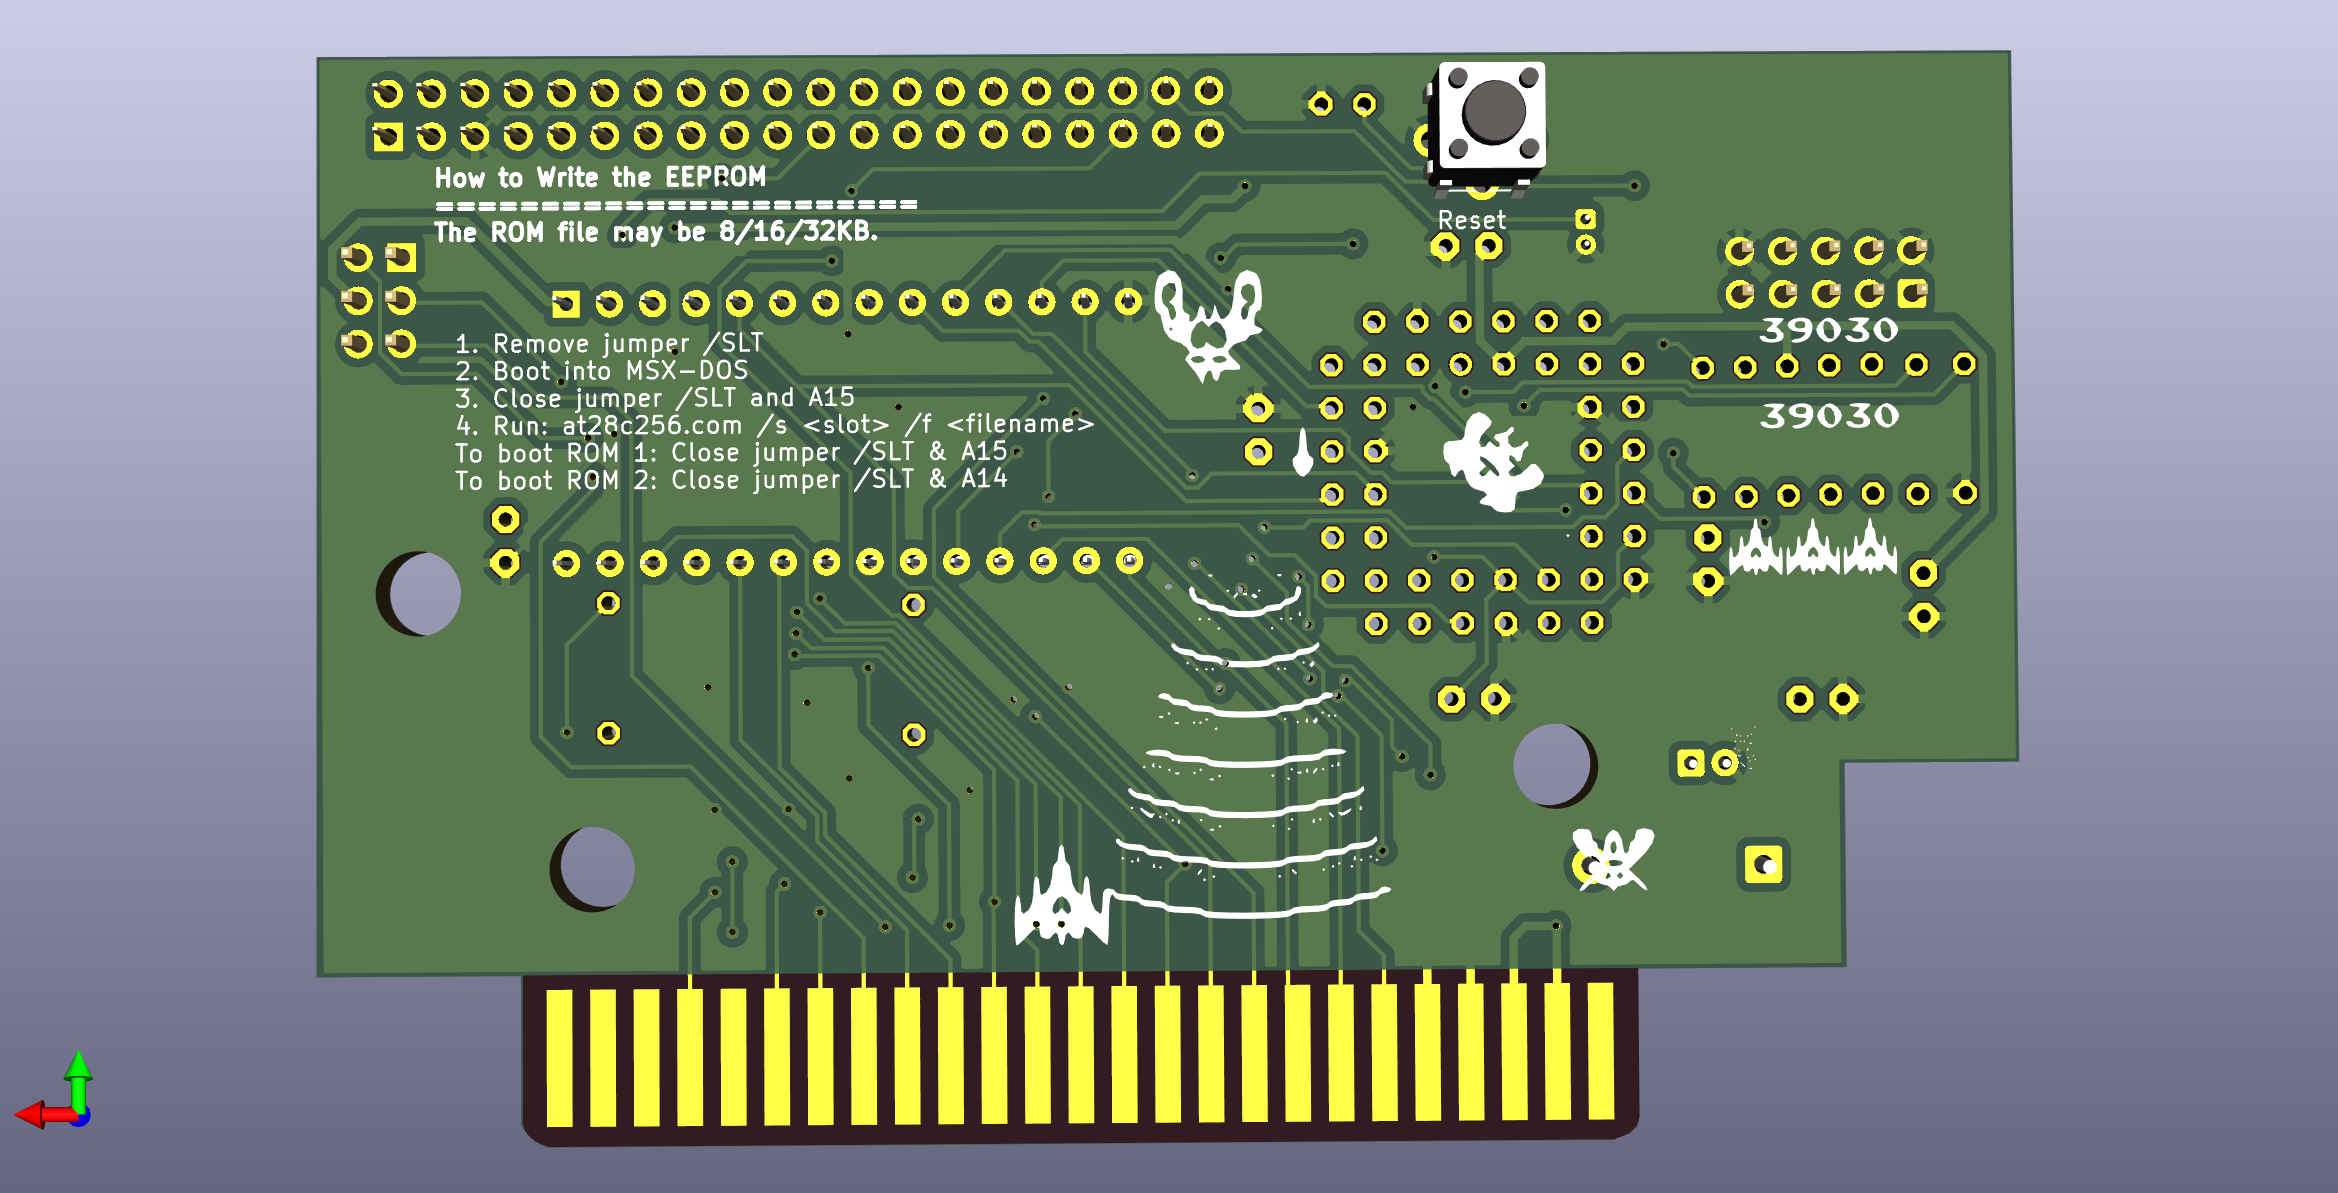 How to Write the EEPROM
=======================
The ROM file may be 8/16/32KB.
Reset
39030
1. Remove jumper /SLT
2. Boot into MSX-DOS
3. Close jumper /SLT and A15
39030
4. Run: at28c256.com /s <slot> /f <filename>
To boot ROM 1: Close jumper /SLT & A15
To boot ROM 2: Close jumper /SLT & A14